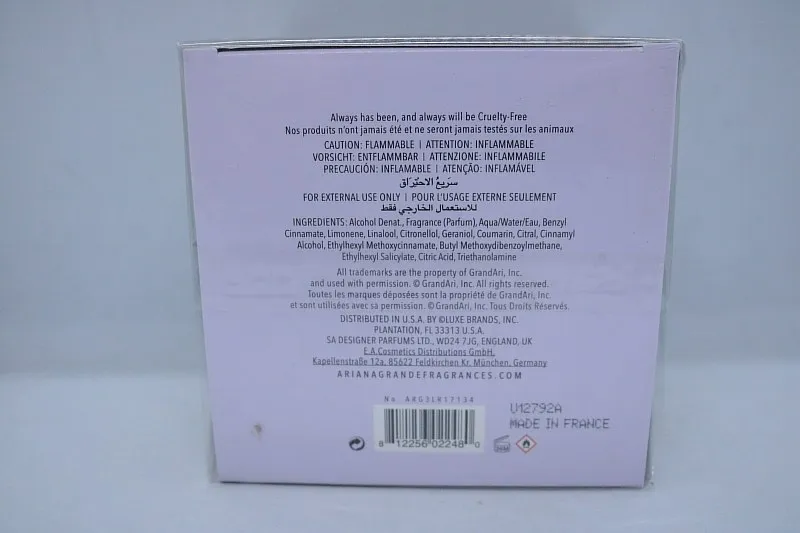 Always has been, and always will be Cruelty-Free
Nos produits n'ont jamais été et ne seront jamais testés sur les animaux
CAUTION: FLAMMABLE | ATTENTION: INFLAMMABLE
VORSICHT: ENTFLAMMBAR | ATTENZIONE: INFLAMMABILE
PRECAUCIÓN: INFLAMABLE | ATENÇÃO: INFLAMÁVEL
سَريعُ الاحْتِرَاق
FOR EXTERNAL USE ONLY | POUR L'USAGE EXTERNE SEULEMENT
للاستعمال الخارجي فقط
INGREDIENTS: Alcohol Denat., Fragrance (Parfum), Aqua/Water/Eau, Benzyl
Cinnamate, Limonene, Linalool, Citronellol, Geraniol, Coumarin, Citral, Cinnamyl
Alcohol, Ethylhexyl Methoxycinnamate, Butyl Methoxydibenzoylmethane,
Ethylhexyl Salicylate, Citric Acid, Triethanolamine
All trademarks are the property of GrandAri, Inc.
and used with permission. © GrandAri, Inc. All rights reserved.
Toutes les marques déposées sont la propriété de GrandAri, Inc.
et sont utilisées avec sa permission. © GrandAri, Inc. Tous Droits Réservés.
DISTRIBUTED IN U.S.A. BY ©LUXE BRANDS, INC.
PLANTATION, FL 33313 U.S.A.
SA DESIGNER PARFUMS LTD., WD24 7JG, ENGLAND, UK
E.A.Cosmetics Distributions GmbH,
Kapellenstraße 12a, 85622 Feldkirchen Kr. München, Germany
ARIANAGRANDEFRAGRANCES.COM
No. ARG3LR17134
8 12256 02248 0
U12792A
MADE IN FRANCE